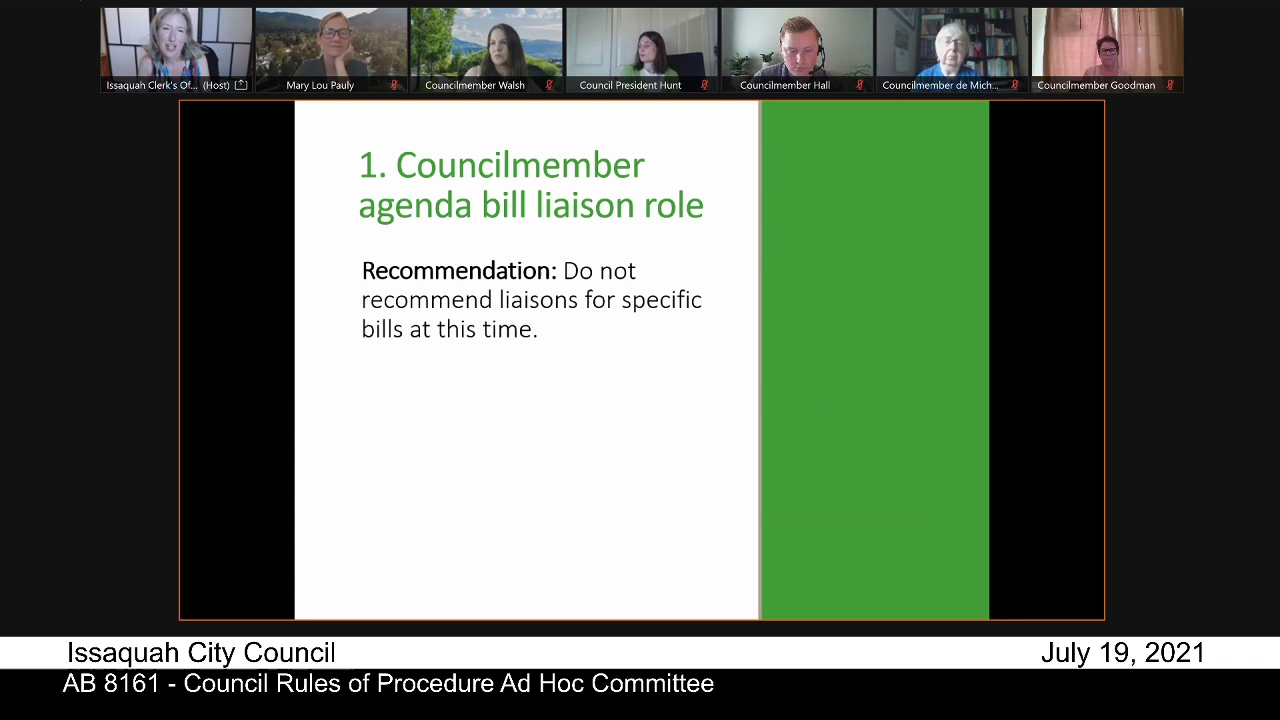 Issaquah Clerk's Of... (Host)
Mary Lou Pauly
Councilmember Walsh
Council President Hunt
Councilmember Hall
Councilmember de Mich...
Councilmember Goodman
1. Councilmember
agenda bill liaison role
Recommendation: Do not
recommend liaisons for specific
bills at this time.
Issaquah City Council
July 19, 2021
AB 8161 - Council Rules of Procedure Ad Hoc Committee